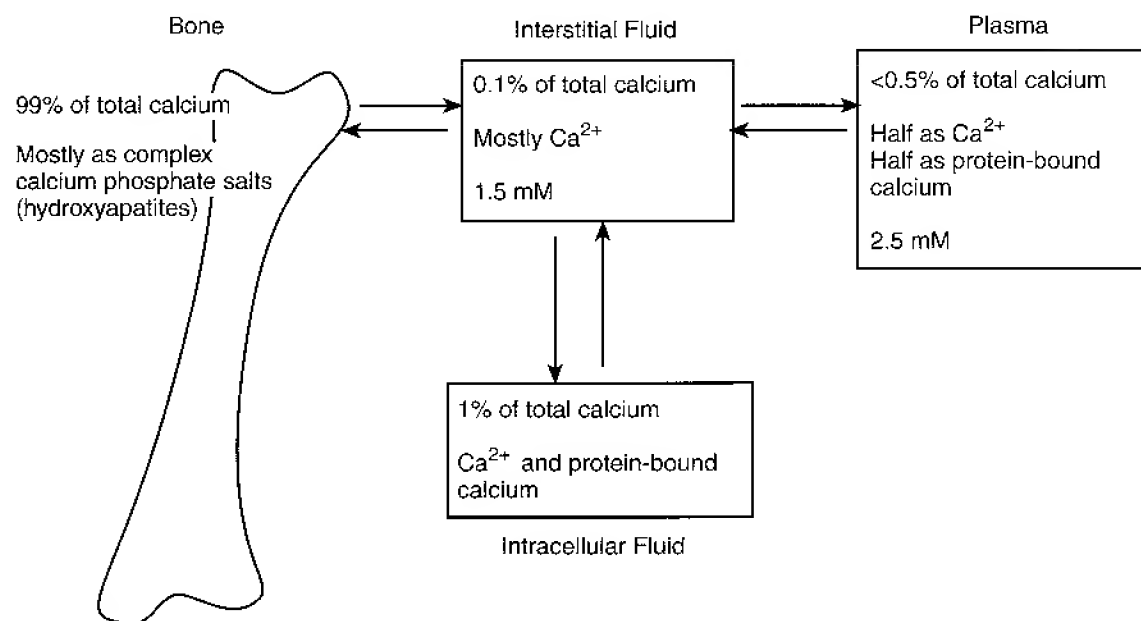 Bone
99% of total calcium
Mostly as complex
calcium phosphate salts
(hydroxyapatites)
Interstitial Fluid
0.1% of total calcium
Mostly Ca²⁺
1.5 mM
Plasma
<0.5% of total calcium
Half as Ca²⁺
Half as protein-bound
calcium
2.5 mM
1% of total calcium
Ca²⁺ and protein-bound
calcium
Intracellular Fluid